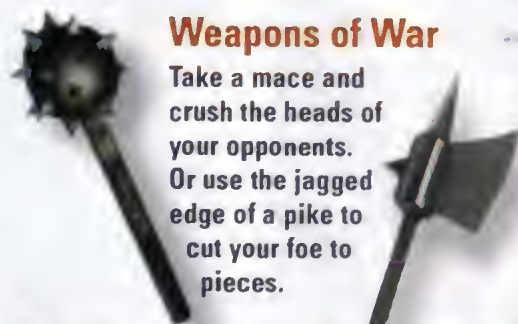 Weapons of War
Take a mace and
crush the heads of
your opponents.
Or use the jagged
edge of a pike to
cut your foe to
pieces.